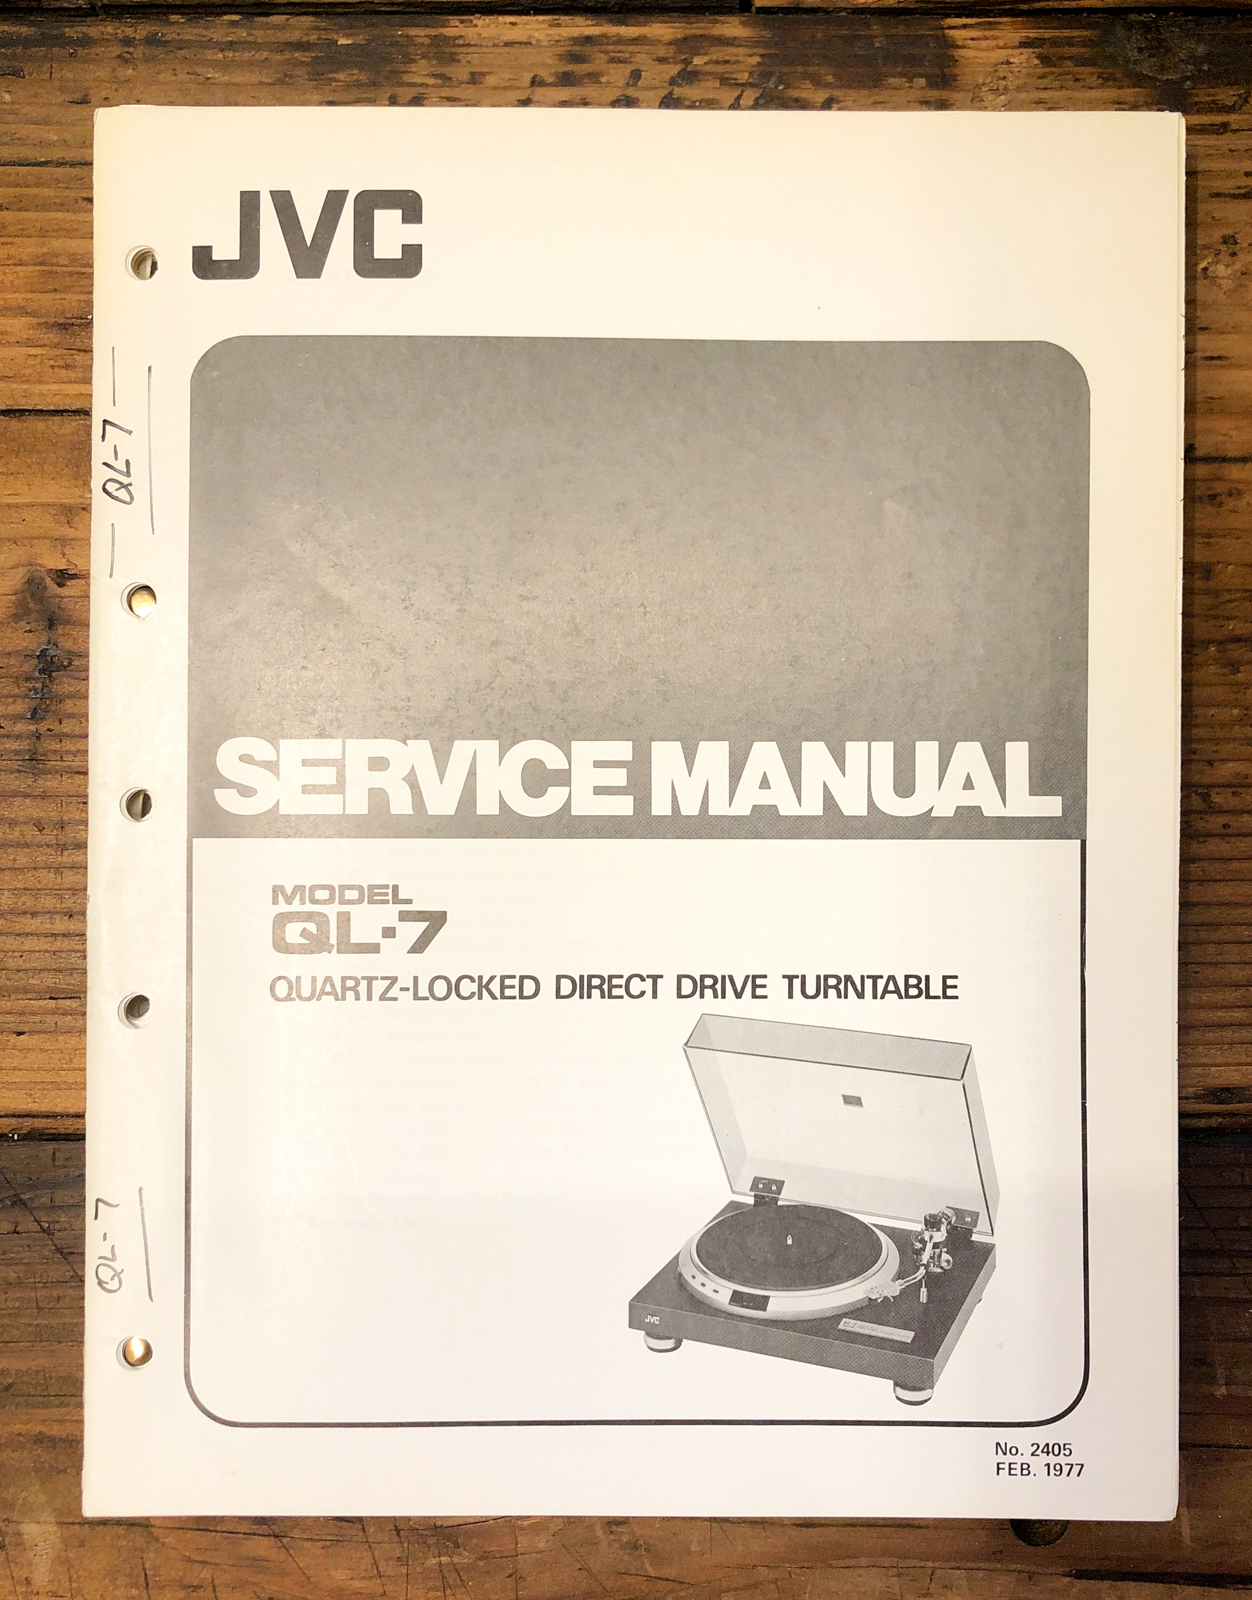 JVC
QL-7
SERVICE MANUAL
MODEL
QL-7
QUARTZ-LOCKED DIRECT DRIVE TURNTABLE
QL-7
JVC
No. 2405
FEB. 1977